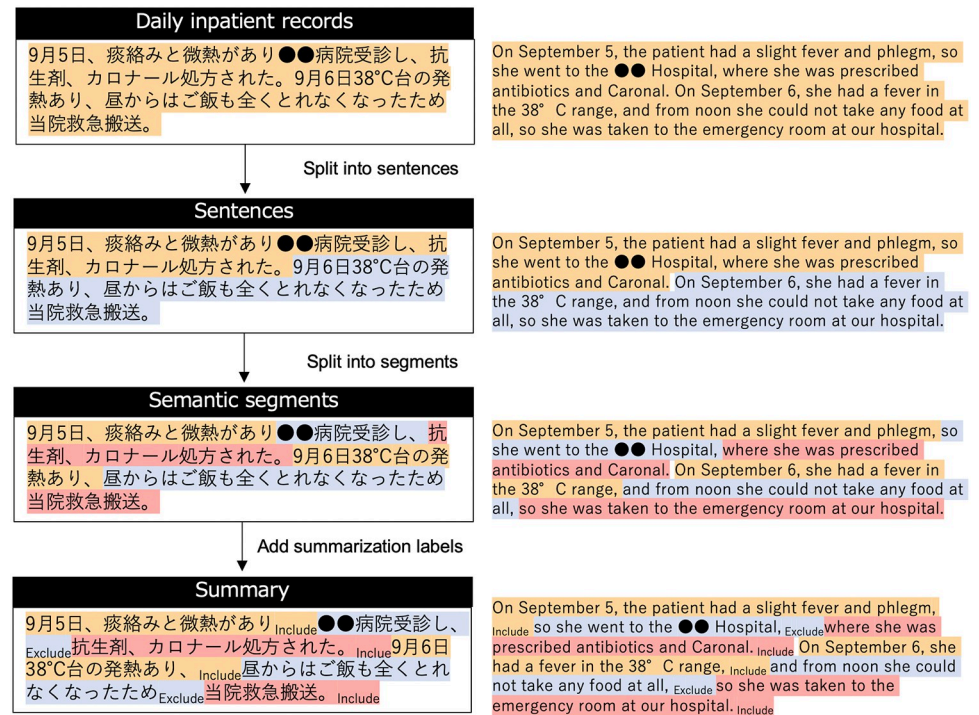 Daily inpatient records
9月5日、痰絡みと微熱があり●●病院受診し、抗
生剤、カロナール処方された。9月6日38℃台の発
熱あり、昼からはご飯も全くとれなくなったため
当院救急搬送。
On September 5, the patient had a slight fever and phlegm, so
she went to the ●● Hospital, where she was prescribed
antibiotics and Caronal. On September 6, she had a fever in
the 38° C range, and from noon she could not take any food at
all, so she was taken to the emergency room at our hospital.
Split into sentences
Sentences
9月5日、痰絡みと微熱があり●●病院受診し、抗
生剤、カロナール処方された。9月6日38℃台の発
熱あり、昼からはご飯も全くとれなくなったため
当院救急搬送。
On September 5, the patient had a slight fever and phlegm, so
she went to the ●● Hospital, where she was prescribed
antibiotics and Caronal. On September 6, she had a fever in
the 38° C range, and from noon she could not take any food at
all, so she was taken to the emergency room at our hospital.
Split into segments
Semantic segments
9月5日、痰絡みと微熱があり●●病院受診し、抗
生剤、カロナール処方された。9月6日38℃台の発
熱あり、昼からはご飯も全くとれなくなったため
当院救急搬送。
On September 5, the patient had a slight fever and phlegm, so
she went to the ●● Hospital, where she was prescribed
antibiotics and Caronal. On September 6, she had a fever in
the 38° C range, and from noon she could not take any food at
all, so she was taken to the emergency room at our hospital.
Add summarization labels
Summary
9月5日、痰絡みと微熱がありInclude●●病院受診し、
Exclude抗生剤、カロナール処方された。Include9月6日
38℃台の発熱あり、Include昼からはご飯も全くとれ
なくなったためExclude当院救急搬送。Include
On September 5, the patient had a slight fever and phlegm,
Include so she went to the ●● Hospital, Excludewhere she was
prescribed antibiotics and Caronal. Include On September 6, she
had a fever in the 38° C range, Include and from noon she could
not take any food at all, Exclude so she was taken to the
emergency room at our hospital. Include